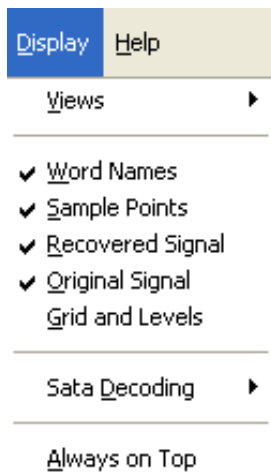 Display Help
Views
Word Names
Sample Points
Recovered Signal
Original Signal
Grid and Levels
Sata Decoding
Always on Top